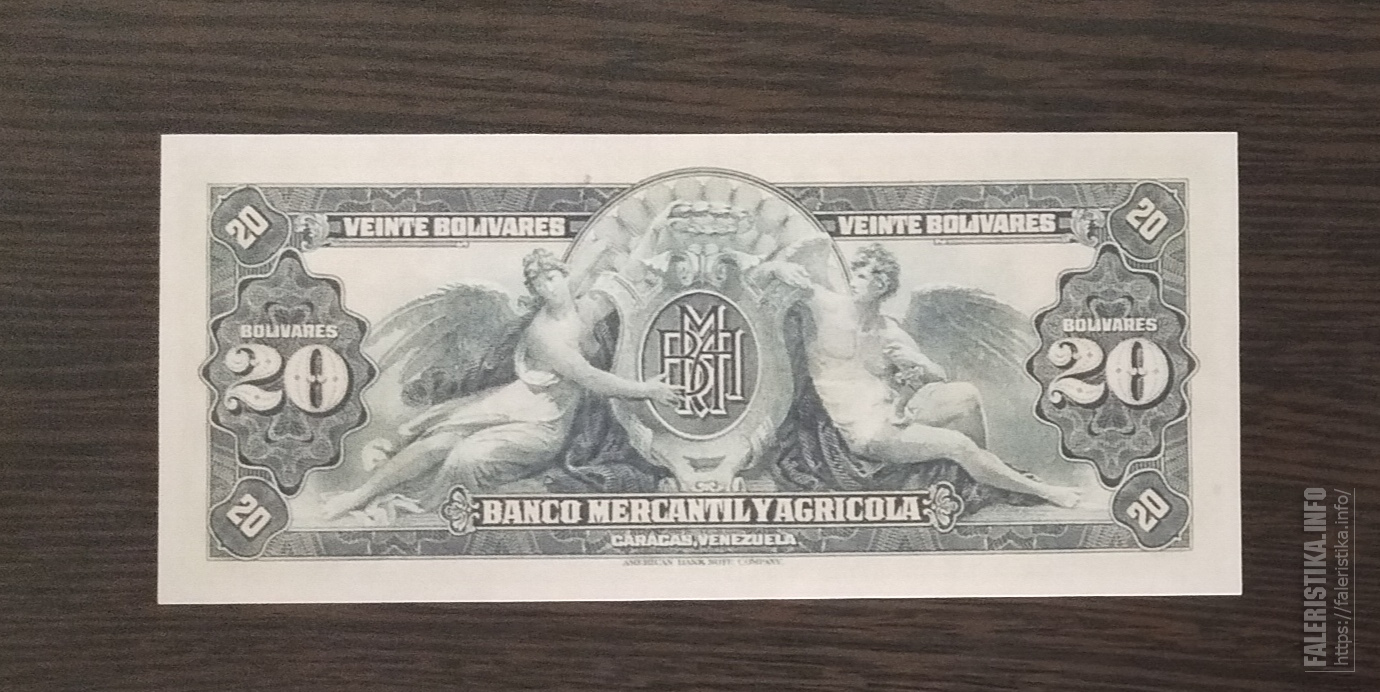 20
VEINTE BOLIVARES
VEINTE BOLIVARES
20
BOLIVARES
20
BOLIVARES
20
20
BANCO MERCANTIL Y AGRICOLA
20
CARACAS, VENEZUELA
AMERICAN BANK NOTE COMPANY
FALERISTIKA.INFO
https://faleristika.info/